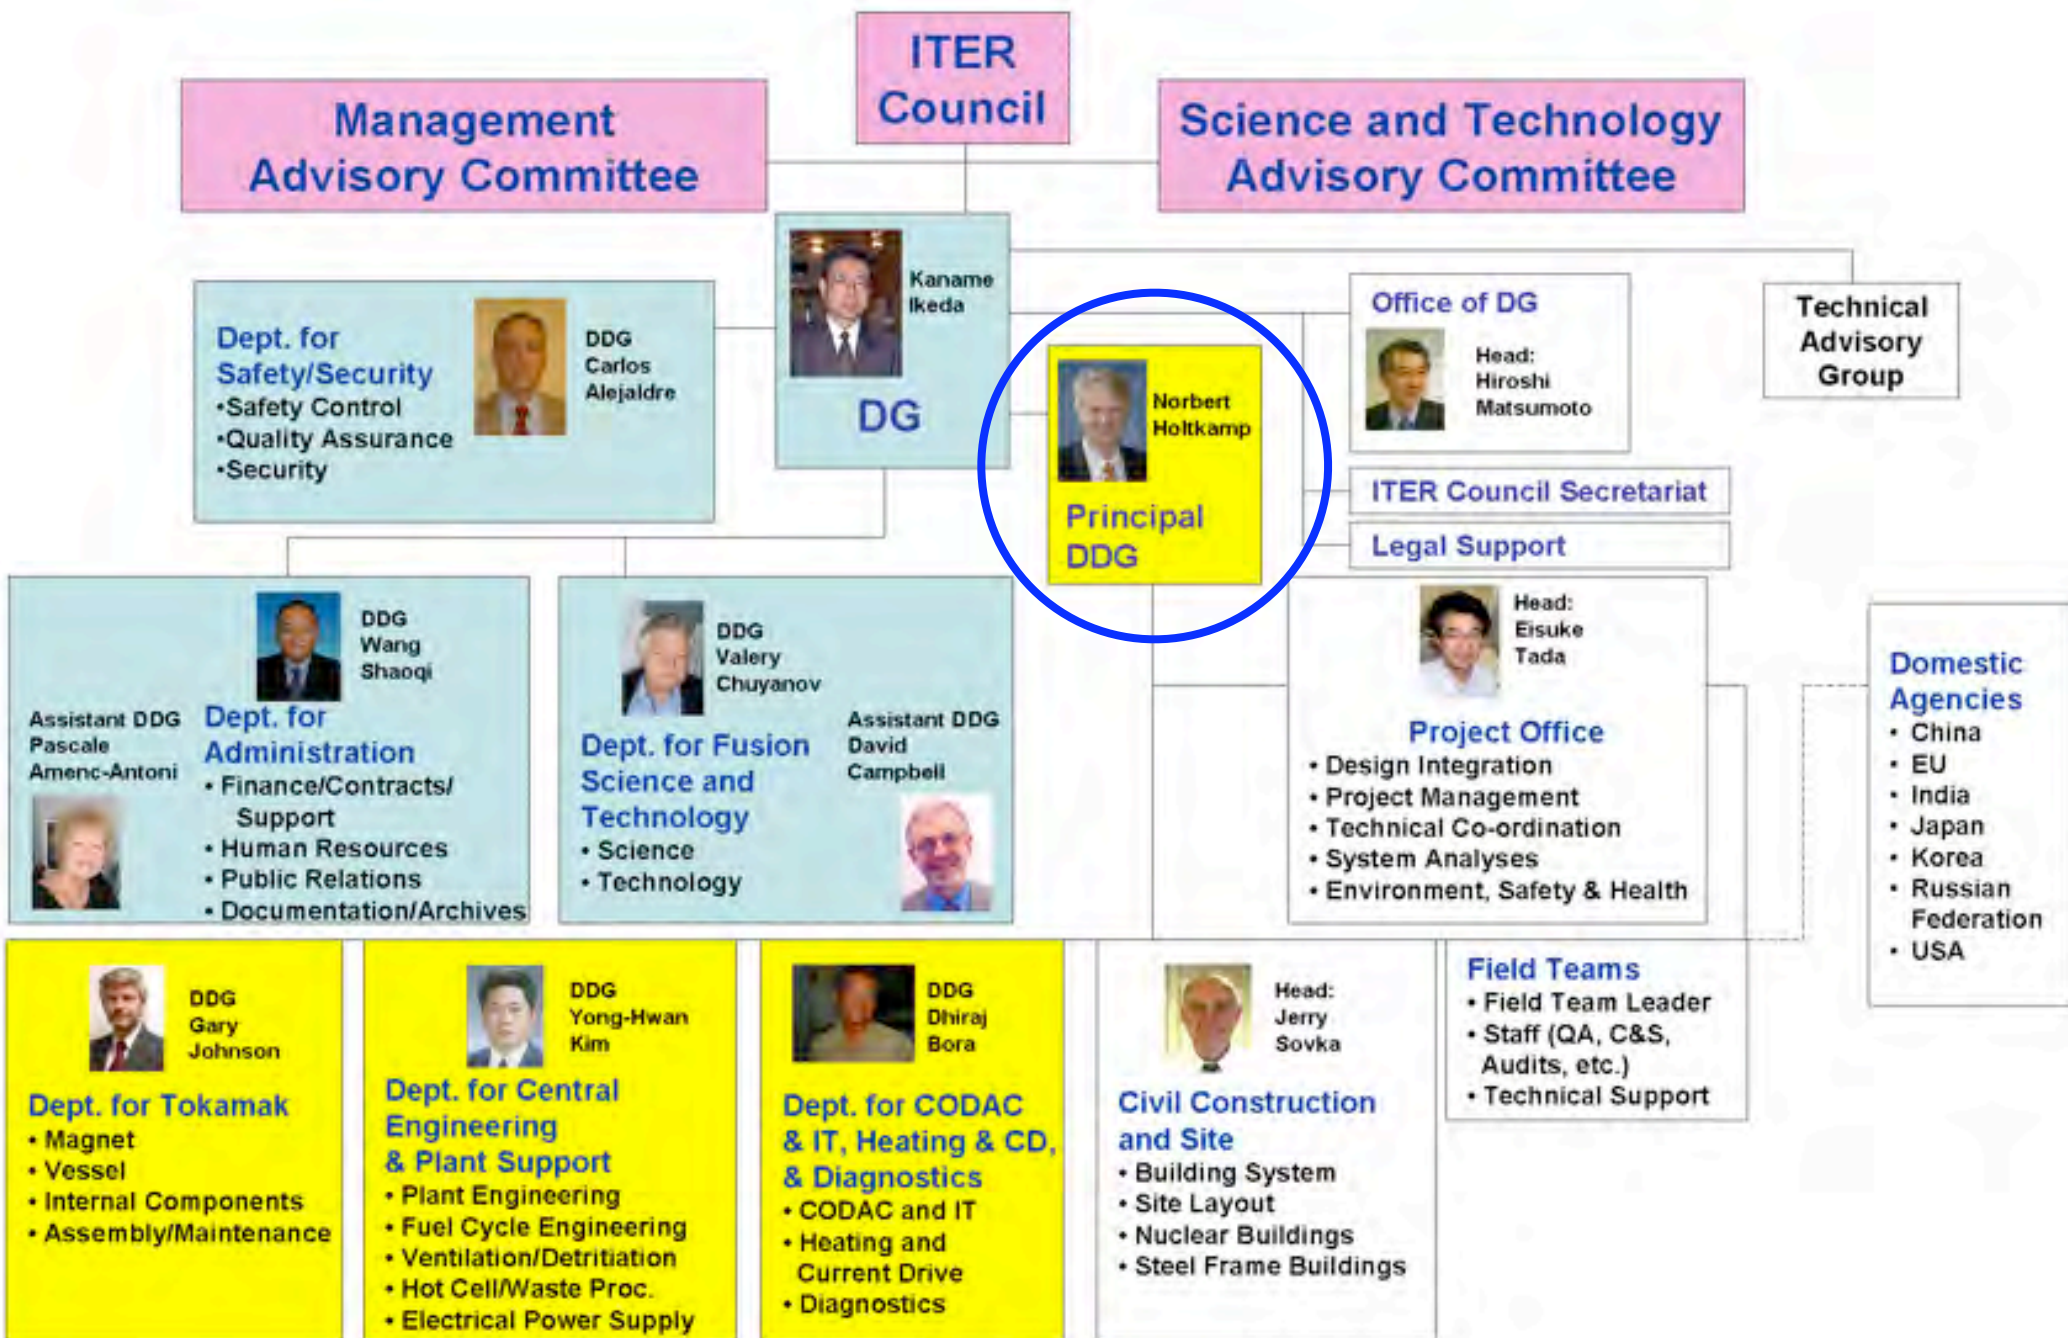 ITER
Council
Management
Advisory Committee
Science and Technology
Advisory Committee
Kaname
Ikeda
DG
Dept. for
Safety/Security
•Safety Control
•Quality Assurance
•Security
DDG
Carlos
Alejaldre
Norbert
Holtkamp
Principal
DDG
Office of DG
Head:
Hiroshi
Matsumoto
Technical
Advisory
Group
ITER Council Secretariat
Legal Support
DDG
Wang
Shaoqi
Assistant DDG
Pascale
Amenc-Antoni
Dept. for
Administration
• Finance/Contracts/
Support
• Human Resources
• Public Relations
• Documentation/Archives
DDG
Valery
Chuyanov
Dept. for Fusion
Science and
Technology
• Science
• Technology
Assistant DDG
David
Campbell
Head:
Eisuke
Tada
Project Office
• Design Integration
• Project Management
• Technical Co-ordination
• System Analyses
• Environment, Safety & Health
Domestic
Agencies
• China
• EU
• India
• Japan
• Korea
• Russian
Federation
• USA
DDG
Gary
Johnson
Dept. for Tokamak
• Magnet
• Vessel
• Internal Components
• Assembly/Maintenance
DDG
Yong-Hwan
Kim
Dept. for Central
Engineering
& Plant Support
• Plant Engineering
• Fuel Cycle Engineering
• Ventilation/Detritiation
• Hot Cell/Waste Proc.
• Electrical Power Supply
DDG
Dhiraj
Bora
Dept. for CODAC
& IT, Heating & CD,
& Diagnostics
• CODAC and IT
• Heating and
Current Drive
• Diagnostics
Head:
Jerry
Sovka
Civil Construction
and Site
• Building System
• Site Layout
• Nuclear Buildings
• Steel Frame Buildings
Field Teams
• Field Team Leader
• Staff (QA, C&S,
Audits, etc.)
• Technical Support